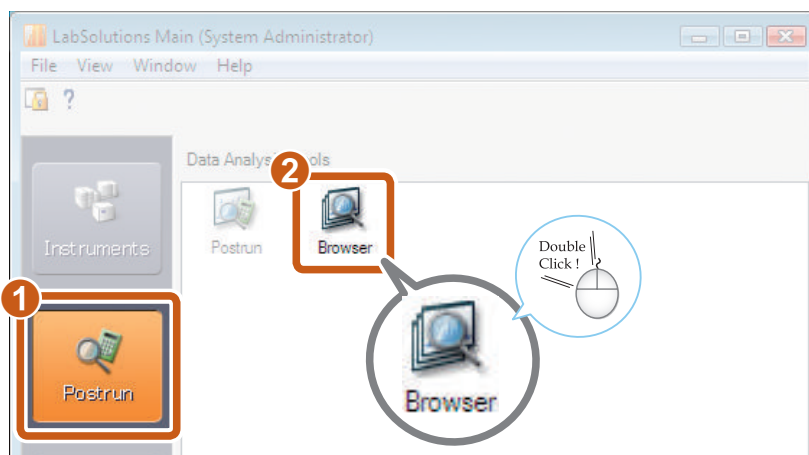 LabSolutions Main (System Administrator)
File View Window Help
?
Data Analysis Tools
2
Instruments
Postrun
Browser
Double
Click !
1
Postrun
Browser